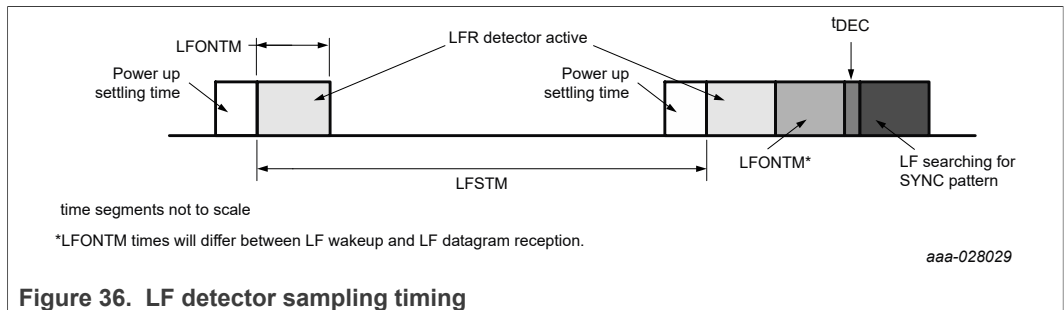 tDEC
LFONTM
LFR detector active
Power up
settling time
Power up
settling time
LFONTM*
LF searching for
SYNC pattern
LFSTM
time segments not to scale
*LFONTM times will differ between LF wakeup and LF datagram reception.
aaa-028029
Figure 36. LF detector sampling timing